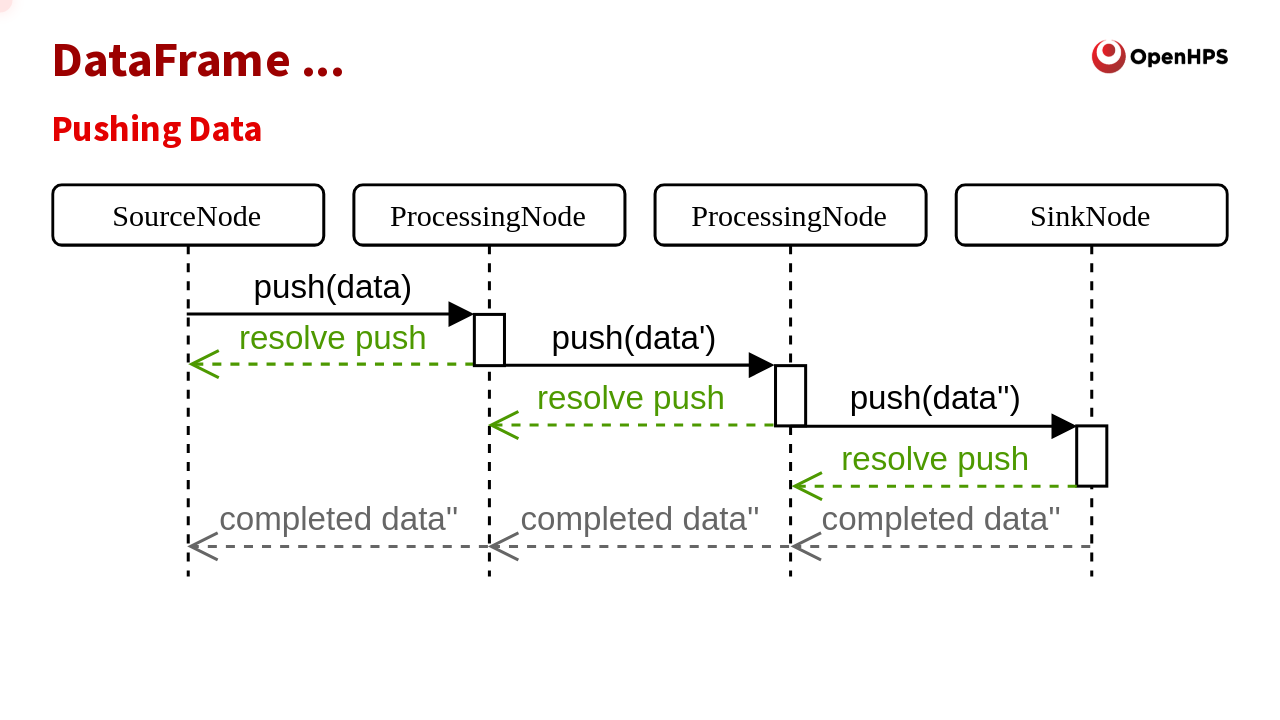 DataFrame ...
OpenHPS
Pushing Data
SourceNode
ProcessingNode
ProcessingNode
SinkNode
push(data)
resolve push
push(data')
resolve push
push(data'')
resolve push
completed data''
completed data''
completed data''